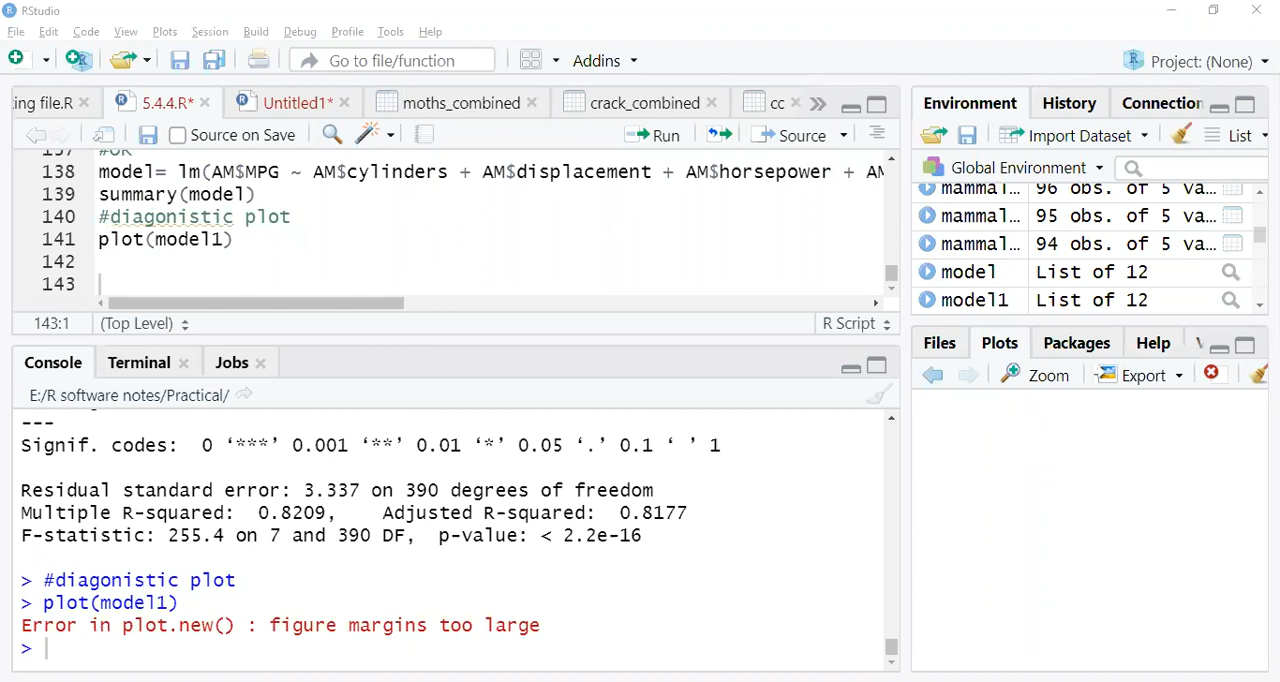 RStudio
File Edit Code View Plots Session Build Debug Profile Tools Help
Go to file/function Addins Project: (None)
ing file.R 5.4.4.R* Untitled1* moths_combined crack_combined cc
Source on Save Run Source
137 #OK
138 model= lm(AM$MPG ~ AM$cylinders + AM$displacement + AM$horsepower + AM
139 summary(model)
140 #diagonistic plot
141 plot(model1)
142
143
143:1 (Top Level) R Script
Console Terminal Jobs
E:/R software notes/Practical/
---
Signif. codes:  0 ‘***’ 0.001 ‘**’ 0.01 ‘*’ 0.05 ‘.’ 0.1 ‘ ’ 1
Residual standard error: 3.337 on 390 degrees of freedom
Multiple R-squared:  0.8209,    Adjusted R-squared:  0.8177
F-statistic: 255.4 on 7 and 390 DF,  p-value: < 2.2e-16
> #diagonistic plot
> plot(model1)
Error in plot.new() : figure margins too large
>
Environment History Connection
Import Dataset List
Global Environment
mammal... 96 obs. of 5 va...
mammal... 95 obs. of 5 va...
mammal... 94 obs. of 5 va...
model List of 12
model1 List of 12
Files Plots Packages Help
Zoom Export